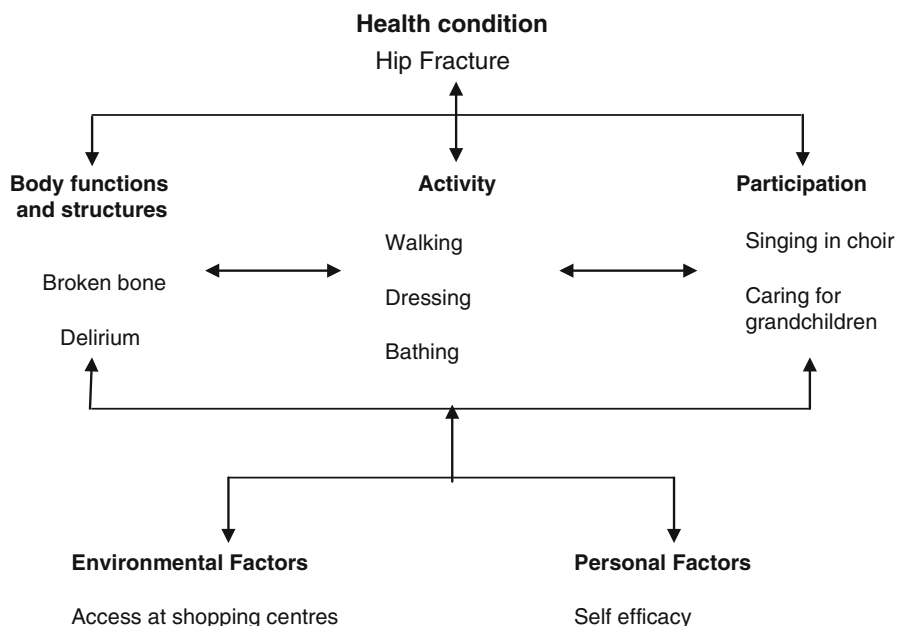 Health condition
Hip Fracture
Body functions
and structures
Broken bone
Delirium
Activity
Walking
Dressing
Bathing
Participation
Singing in choir
Caring for
grandchildren
Environmental Factors
Access at shopping centres
Personal Factors
Self efficacy